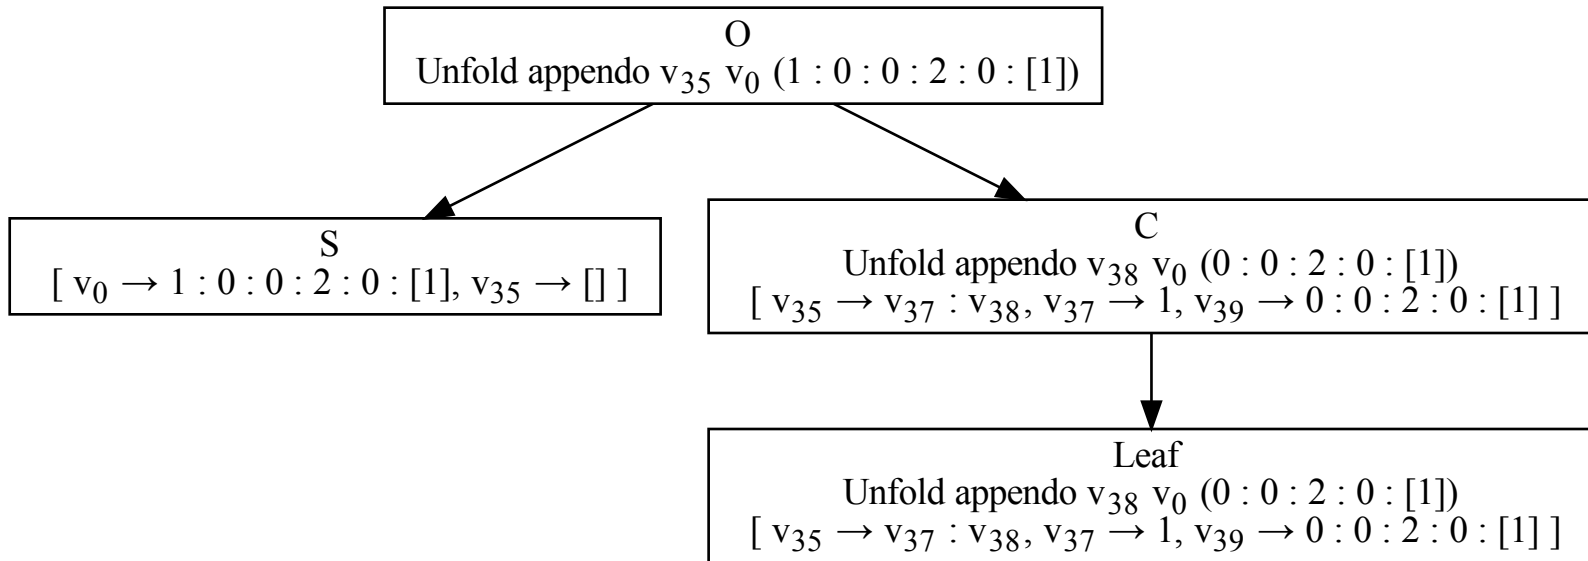 O
Unfold appendo v₃₅ v₀ (1 : 0 : 0 : 2 : 0 : [1])
S
[ v₀ → 1 : 0 : 0 : 2 : 0 : [1], v₃₅ → [] ]
C
Unfold appendo v₃₈ v₀ (0 : 0 : 2 : 0 : [1])
[ v₃₅ → v₃₇ : v₃₈, v₃₇ → 1, v₃₉ → 0 : 0 : 2 : 0 : [1] ]
Leaf
Unfold appendo v₃₈ v₀ (0 : 0 : 2 : 0 : [1])
[ v₃₅ → v₃₇ : v₃₈, v₃₇ → 1, v₃₉ → 0 : 0 : 2 : 0 : [1] ]